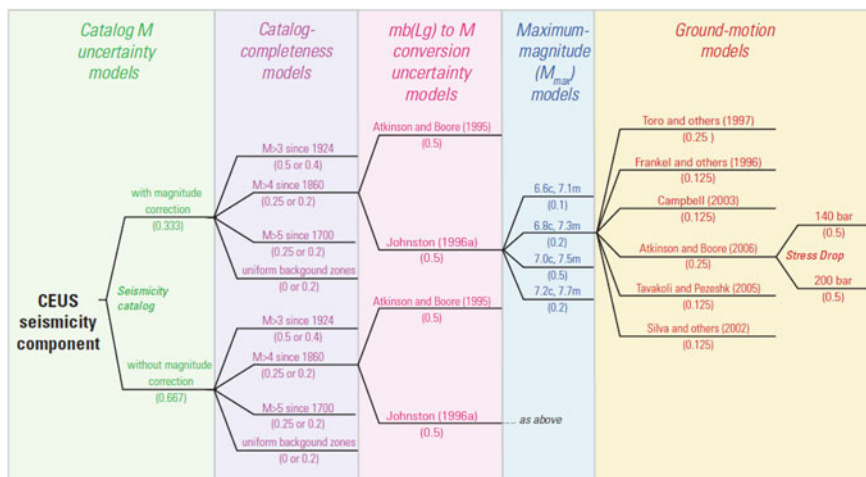 Catalog M
uncertainty
models
Catalog-
completeness
models
mb(Lg) to M
conversion
uncertainty
models
Maximum-
magnitude
(Mmax)
models
Ground-motion
models
CEUS
seismicity
component
Seismicity
catalog
with magnitude
correction
(0.333)
without magnitude
correction
(0.667)
M>3 since 1924
(0.5 or 0.4)
M>4 since 1860
(0.25 or 0.2)
M>5 since 1700
(0.25 or 0.2)
uniform backgound zones
(0 or 0.2)
M>3 since 1924
(0.5 or 0.4)
M>4 since 1860
(0.25 or 0.2)
M>5 since 1700
(0.25 or 0.2)
uniform backgound zones
(0 or 0.2)
Atkinson and Boore (1995)
(0.5)
Johnston (1996a)
(0.5)
Atkinson and Boore (1995)
(0.5)
Johnston (1996a)
(0.5)
6.6c, 7.1m
(0.1)
6.8c, 7.3m
(0.2)
7.0c, 7.5m
(0.5)
7.2c, 7.7m
(0.2)
as above
Toro and others (1997)
(0.25 )
Frankel and others (1996)
(0.125)
Campbell (2003)
(0.125)
Atkinson and Boore (2006)
(0.25)
Tavakoli and Pezeshk (2005)
(0.125)
Silva and others (2002)
(0.125)
140 bar
(0.5)
Stress Drop
200 bar
(0.5)